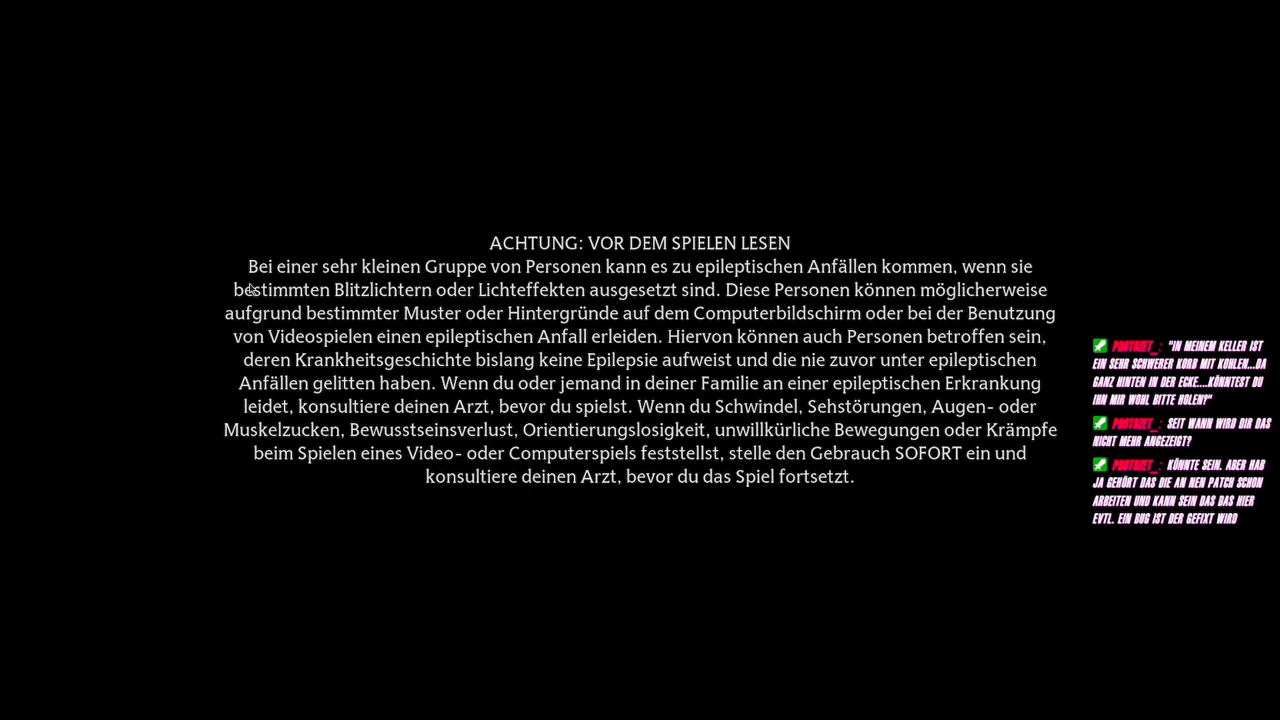 ACHTUNG: VOR DEM SPIELEN LESEN
Bei einer sehr kleinen Gruppe von Personen kann es zu epileptischen Anfällen kommen, wenn sie
bestimmten Blitzlichtern oder Lichteffekten ausgesetzt sind. Diese Personen können möglicherweise
aufgrund bestimmter Muster oder Hintergründe auf dem Computerbildschirm oder bei der Benutzung
von Videospielen einen epileptischen Anfall erleiden. Hiervon können auch Personen betroffen sein,
deren Krankheitsgeschichte bislang keine Epilepsie aufweist und die nie zuvor unter epileptischen
Anfällen gelitten haben. Wenn du oder jemand in deiner Familie an einer epileptischen Erkrankung
leidet, konsultiere deinen Arzt, bevor du spielst. Wenn du Schwindel, Sehstörungen, Augen- oder
Muskelzucken, Bewusstseinsverlust, Orientierungslosigkeit, unwillkürliche Bewegungen oder Krämpfe
beim Spielen eines Video- oder Computerspiels feststellst, stelle den Gebrauch SOFORT ein und
konsultiere deinen Arzt, bevor du das Spiel fortsetzt.
"IN MEINEM KELLER IST
EIN SEHR SCHWERER KORB MIT KOHLEN...DA
GANZ HINTEN IN DER ECKE....KÖNNTEST DU
IHN MIR WOHL BITTE HOLEN?"
SEIT WANN WIRD DIR DAS
NICHT MEHR ANGEZEIGT?
KÖNNTE SEIN. ABER HAB
JA GEHÖRT DAS DIE AN NEN PATCH SCHON
ARBEITEN UND KANN SEIN DAS DAS HIER
EVTL. EIN BUG IST DER GEFIXT WIRD